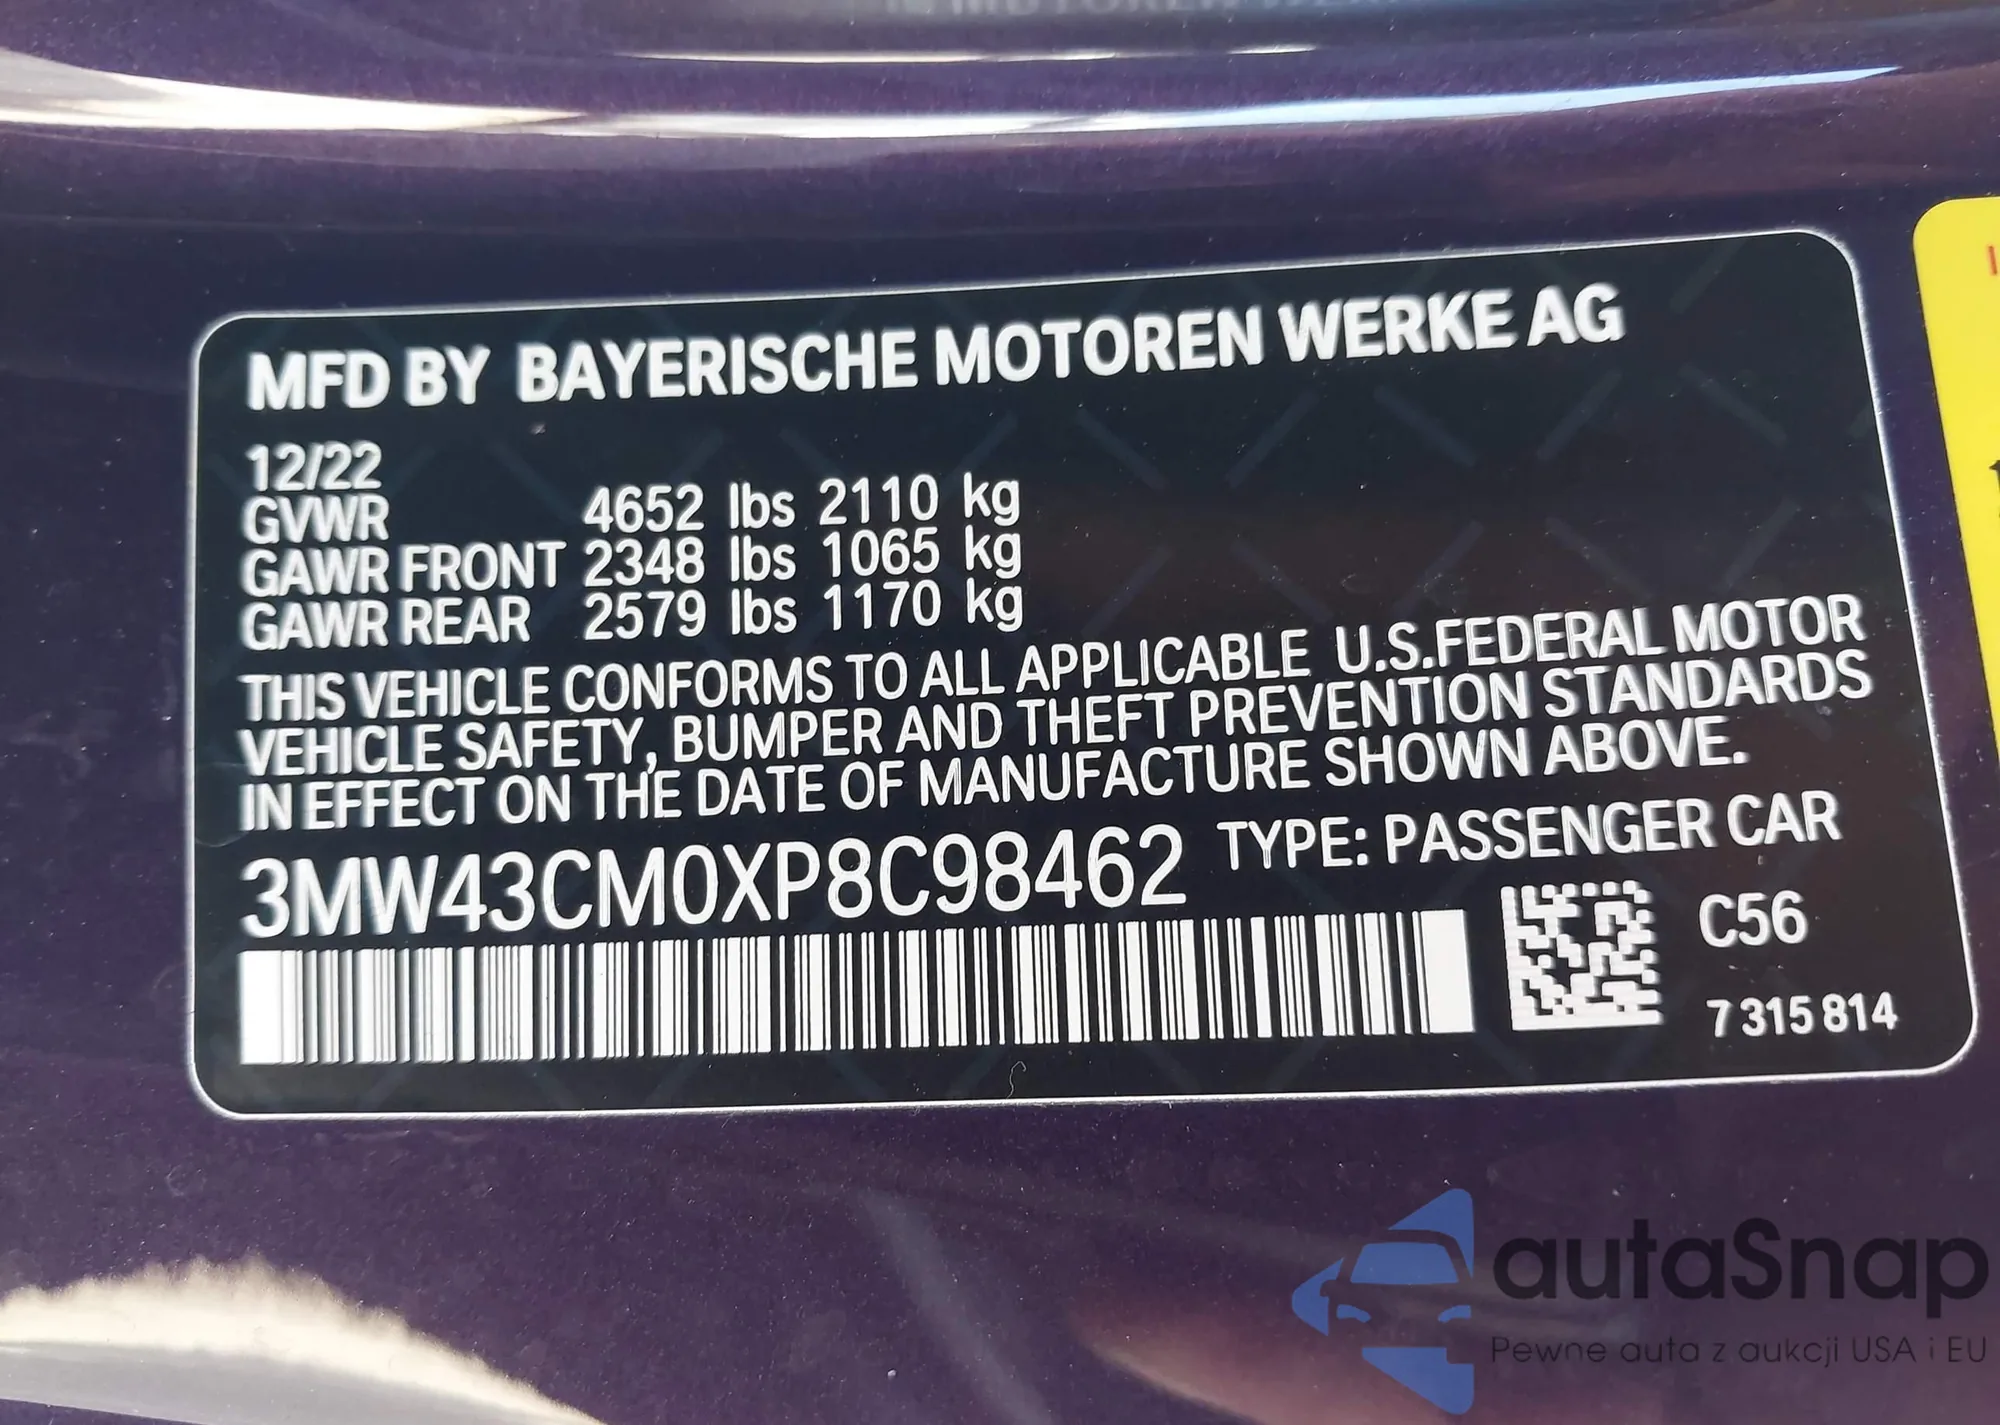 MFD BY BAYERISCHE MOTOREN WERKE AG
12/22
GVWR 4652 lbs 2110 kg
GAWR FRONT 2348 lbs 1065 kg
GAWR REAR 2579 lbs 1170 kg
THIS VEHICLE CONFORMS TO ALL APPLICABLE U.S.FEDERAL MOTOR
VEHICLE SAFETY, BUMPER AND THEFT PREVENTION STANDARDS
IN EFFECT ON THE DATE OF MANUFACTURE SHOWN ABOVE.
3MW43CM0XP8C98462 TYPE: PASSENGER CAR
C56
7 315 814
autaSnap
Pewne auta z aukcji USA i EU